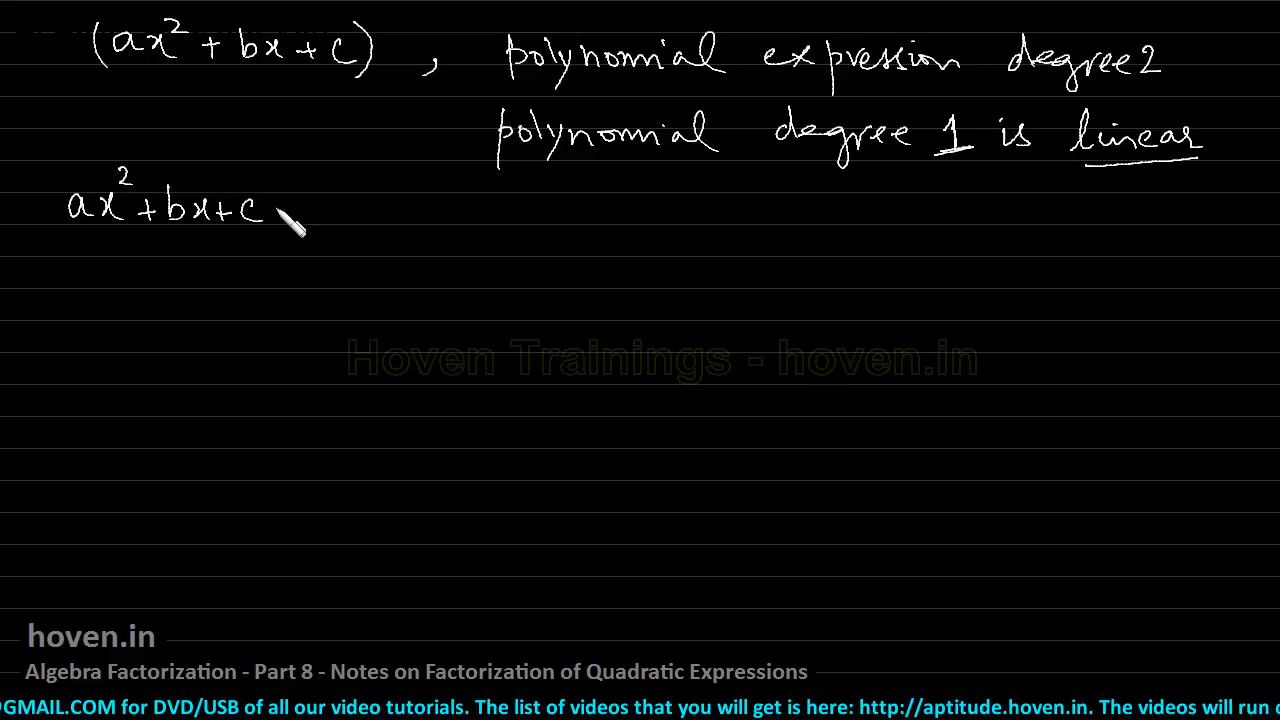 (ax² + bx + c) , polynomial expression degree 2
polynomial degree 1 is linear
ax² + bx + c
Hoven Trainings - hoven.in
hoven.in
Algebra Factorization - Part 8 - Notes on Factorization of Quadratic Expressions
@GMAIL.COM for DVD/USB of all our video tutorials. The list of videos that you will get is here: http://aptitude.hoven.in. The videos will run